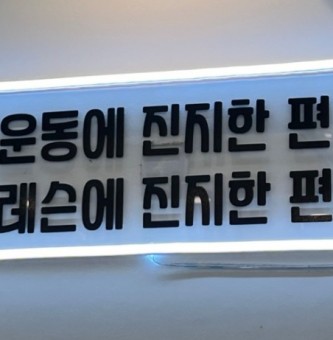 운동에 진지한 편
레슨에 진지한 편